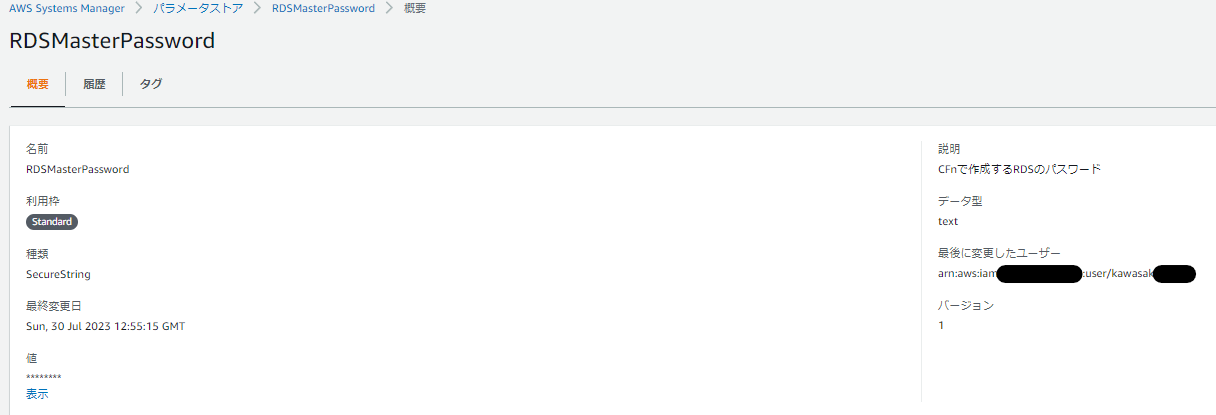 AWS Systems Manager > パラメータストア > RDSMasterPassword > 概要
RDSMasterPassword
概要 履歴 タグ
名前
RDSMasterPassword
利用枠
Standard
種類
SecureString
最終変更日
Sun, 30 Jul 2023 12:55:15 GMT
値
********
表示
説明
CFnで作成するRDSのパスワード
データ型
text
最後に変更したユーザー
arn:aws:iam :user/kawasak
バージョン
1